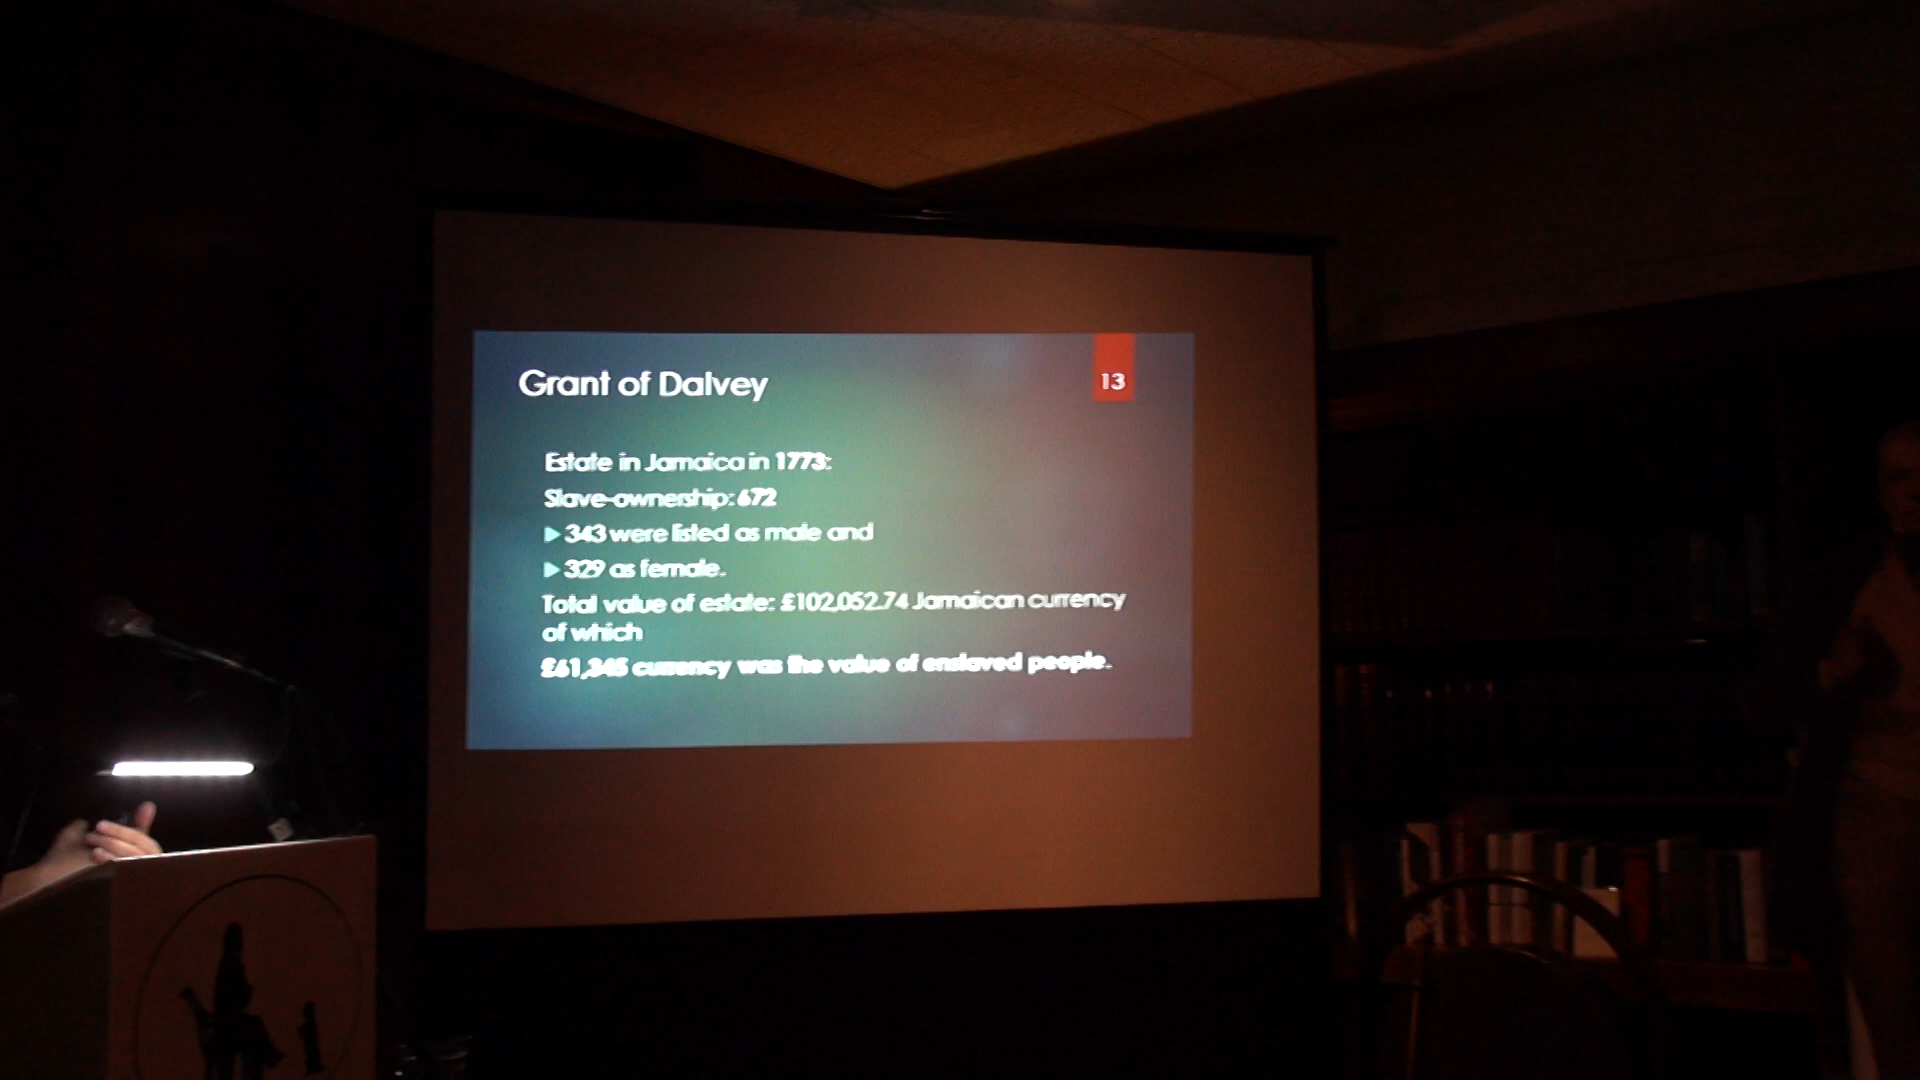 Grant of Dalvey
13
Estate in Jamaica in 1773:
Slave-ownership: 672
343 were listed as male and
329 as female.
Total value of estate: £102,052.74 Jamaican currency
of which
£61,345 currency was the value of enslaved people.